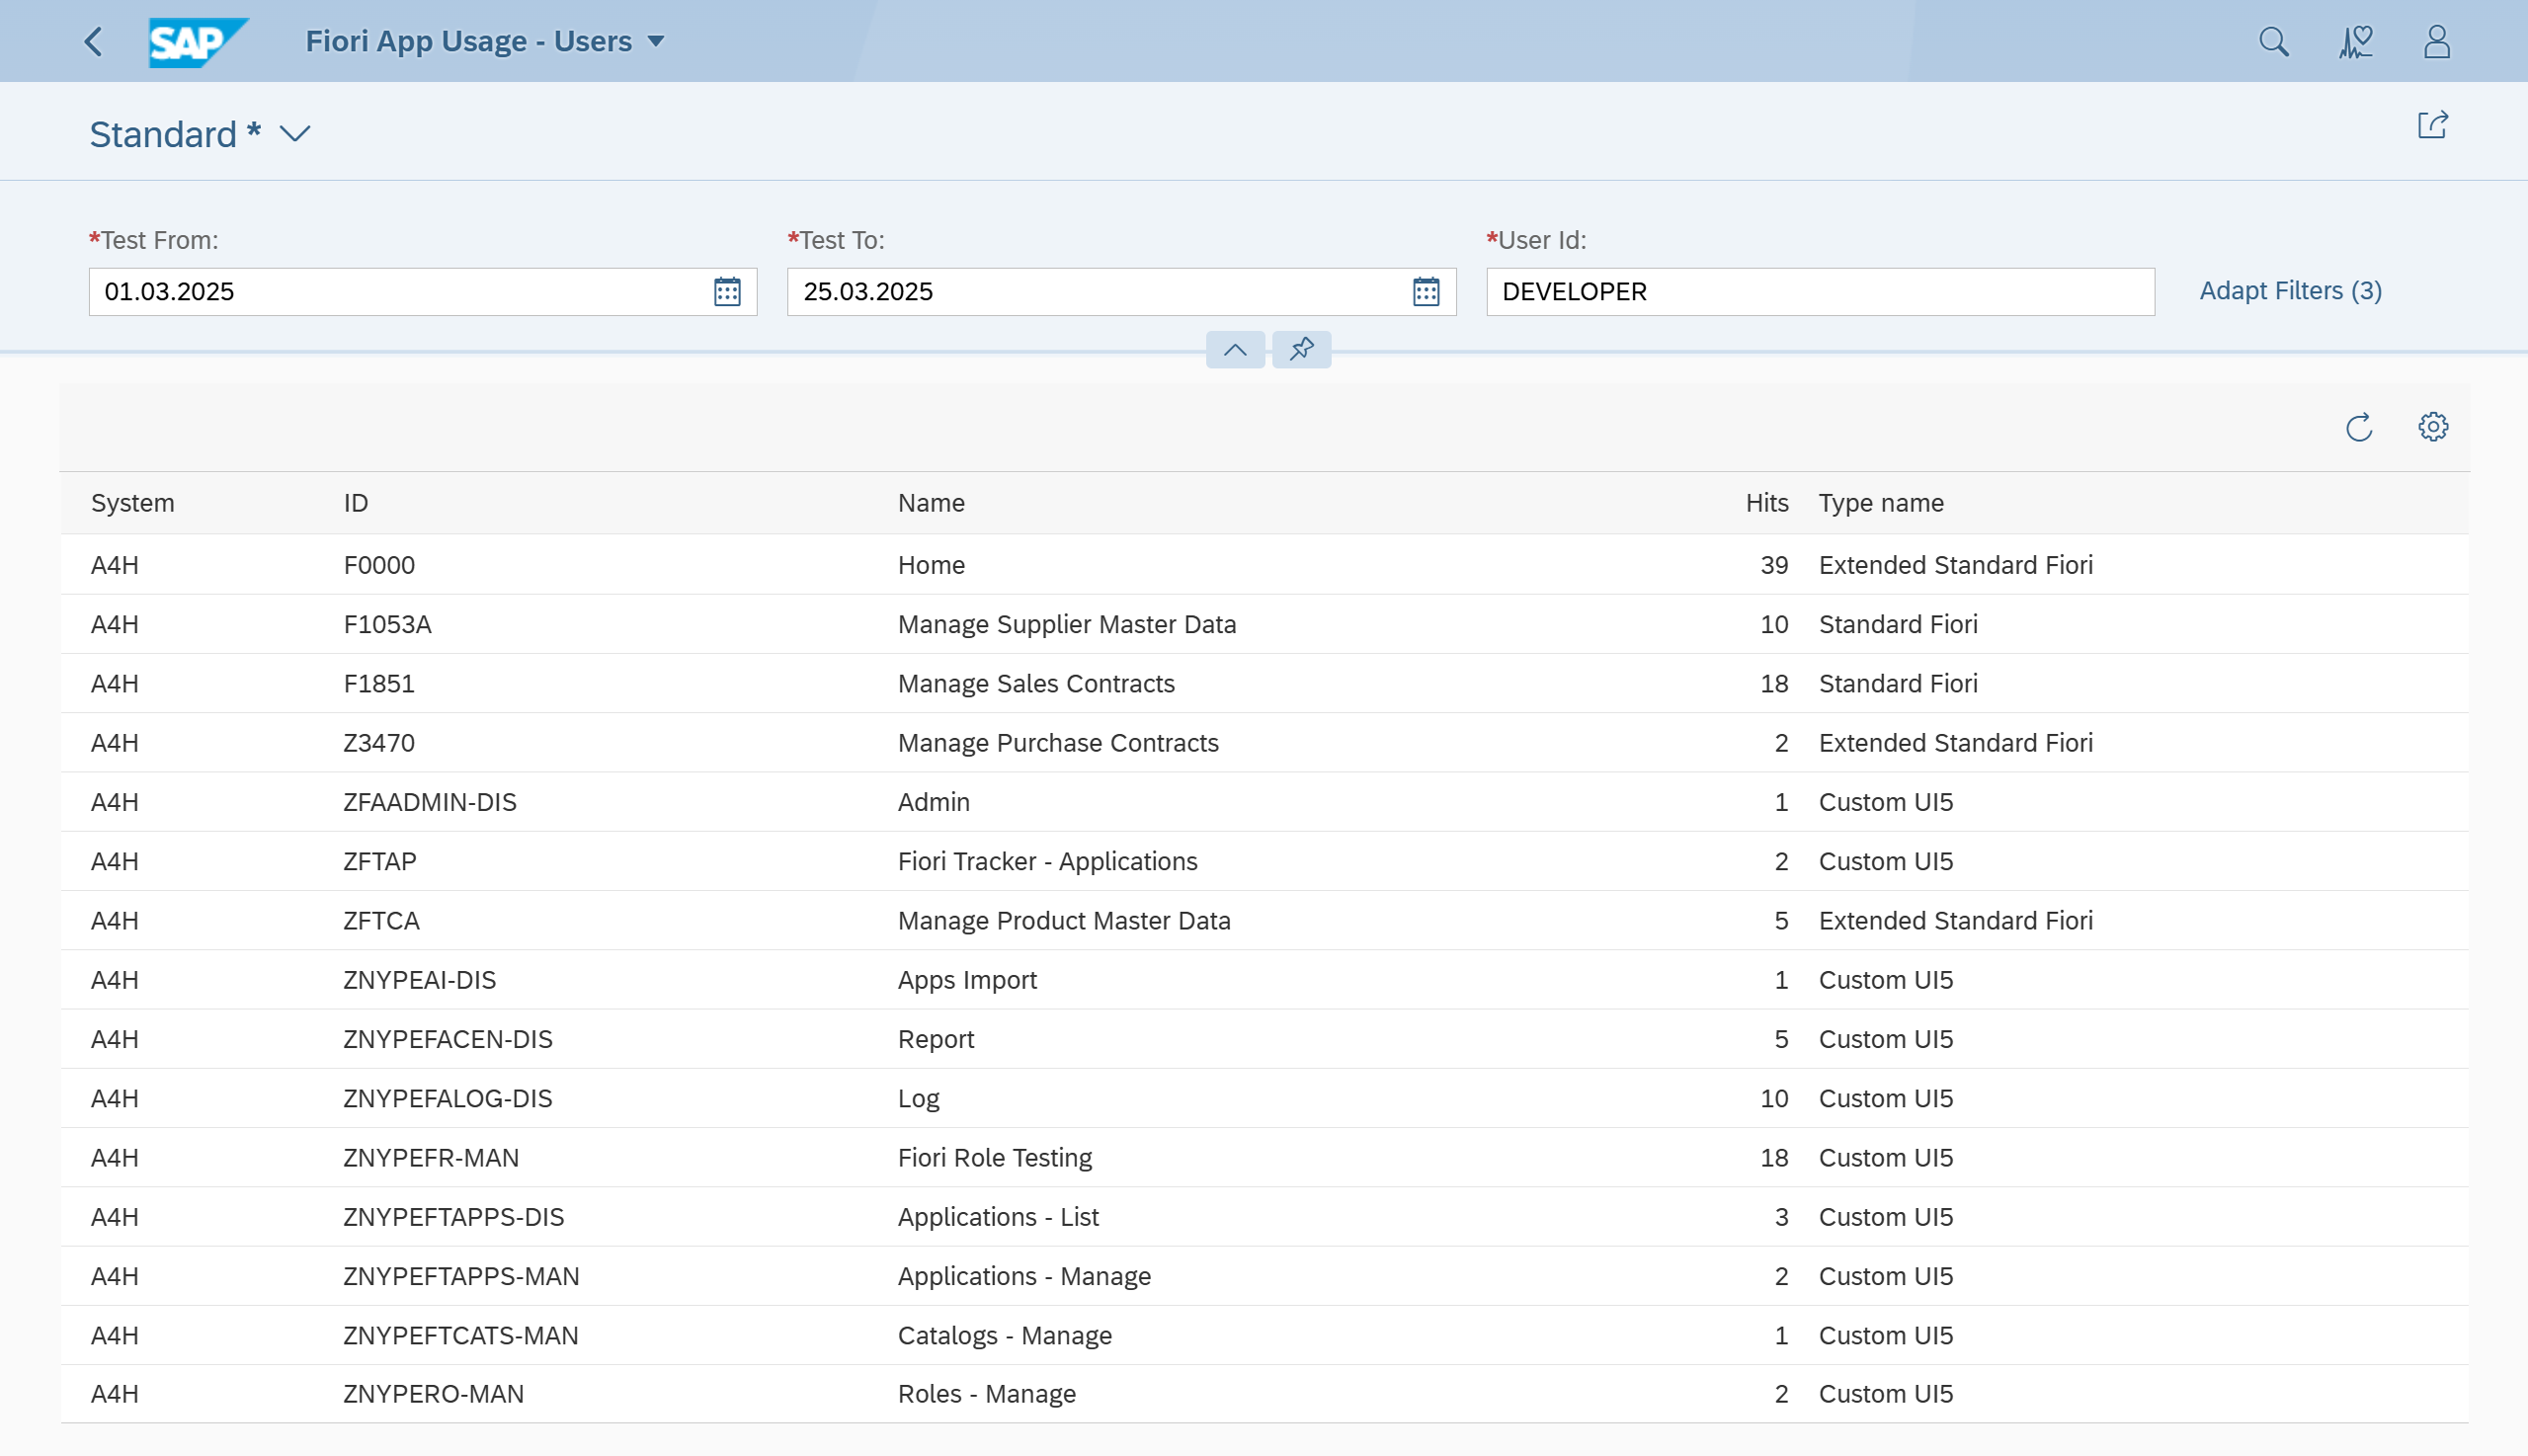 SAP Fiori App Usage - Users
Standard *
*Test From: *Test To: *User Id:
01.03.2025 25.03.2025 DEVELOPER Adapt Filters (3)
System ID Name Hits Type name
A4H F0000 Home 39 Extended Standard Fiori
A4H F1053A Manage Supplier Master Data 10 Standard Fiori
A4H F1851 Manage Sales Contracts 18 Standard Fiori
A4H Z3470 Manage Purchase Contracts 2 Extended Standard Fiori
A4H ZFAADMIN-DIS Admin 1 Custom UI5
A4H ZFTAP Fiori Tracker - Applications 2 Custom UI5
A4H ZFTCA Manage Product Master Data 5 Extended Standard Fiori
A4H ZNYPEAI-DIS Apps Import 1 Custom UI5
A4H ZNYPEFACEN-DIS Report 5 Custom UI5
A4H ZNYPEFALOG-DIS Log 10 Custom UI5
A4H ZNYPEFR-MAN Fiori Role Testing 18 Custom UI5
A4H ZNYPEFTAPPS-DIS Applications - List 3 Custom UI5
A4H ZNYPEFTAPPS-MAN Applications - Manage 2 Custom UI5
A4H ZNYPEFTCATS-MAN Catalogs - Manage 1 Custom UI5
A4H ZNYPERO-MAN Roles - Manage 2 Custom UI5